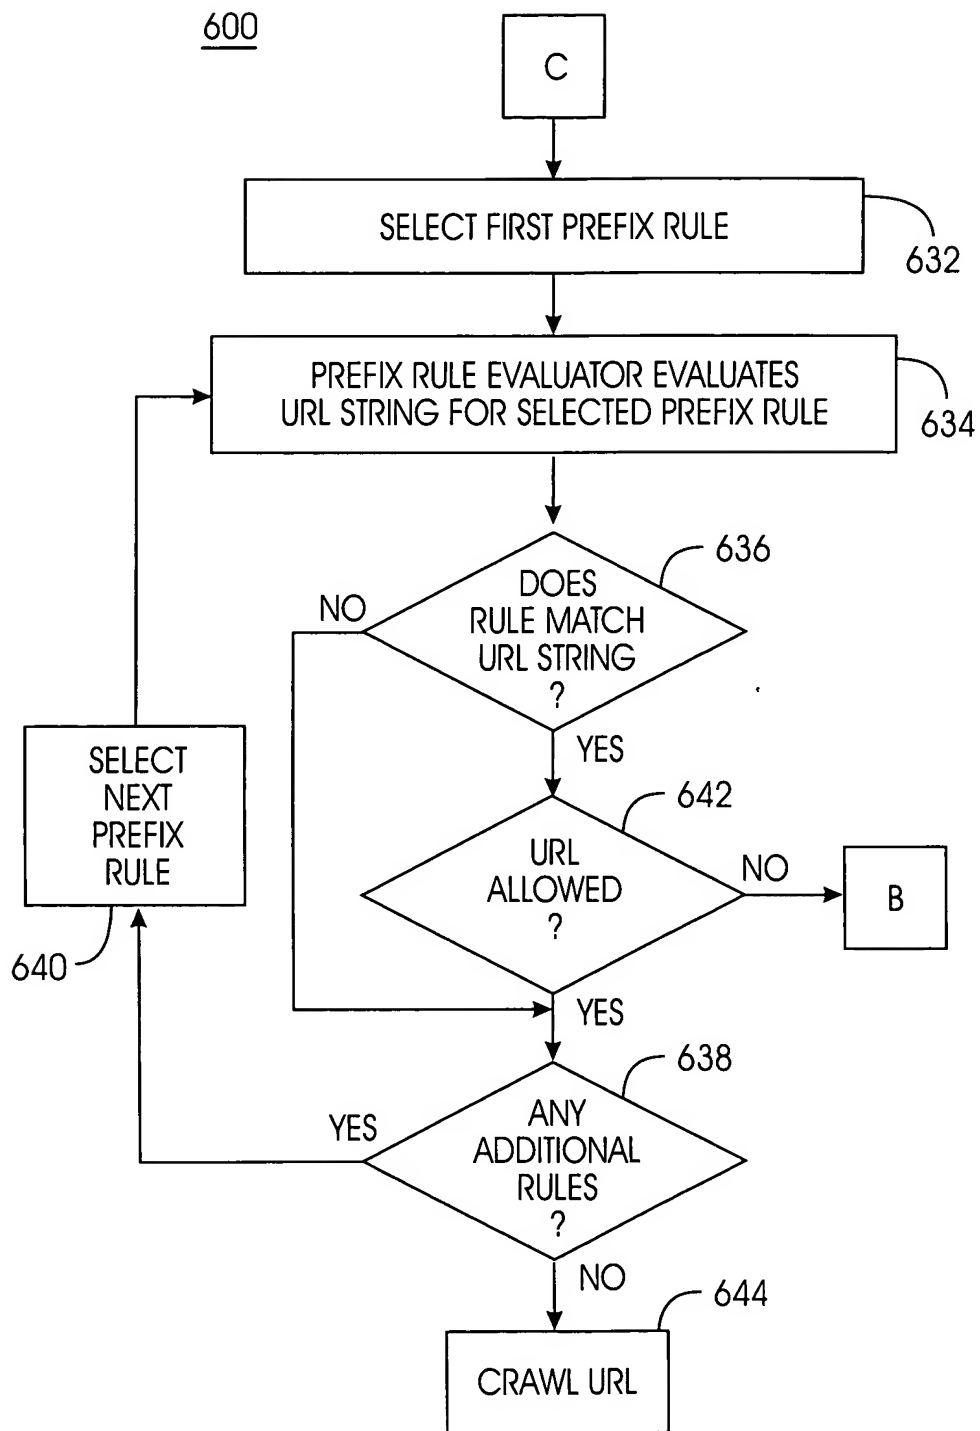 600
C
SELECT FIRST PREFIX RULE
632
PREFIX RULE EVALUATOR EVALUATES
URL STRING FOR SELECTED PREFIX RULE
634
636
DOES
RULE MATCH
URL STRING
?
NO
YES
SELECT
NEXT
PREFIX
RULE
640
642
URL
ALLOWED
?
NO
B
YES
638
ANY
ADDITIONAL
RULES
?
YES
NO
644
CRAWL URL